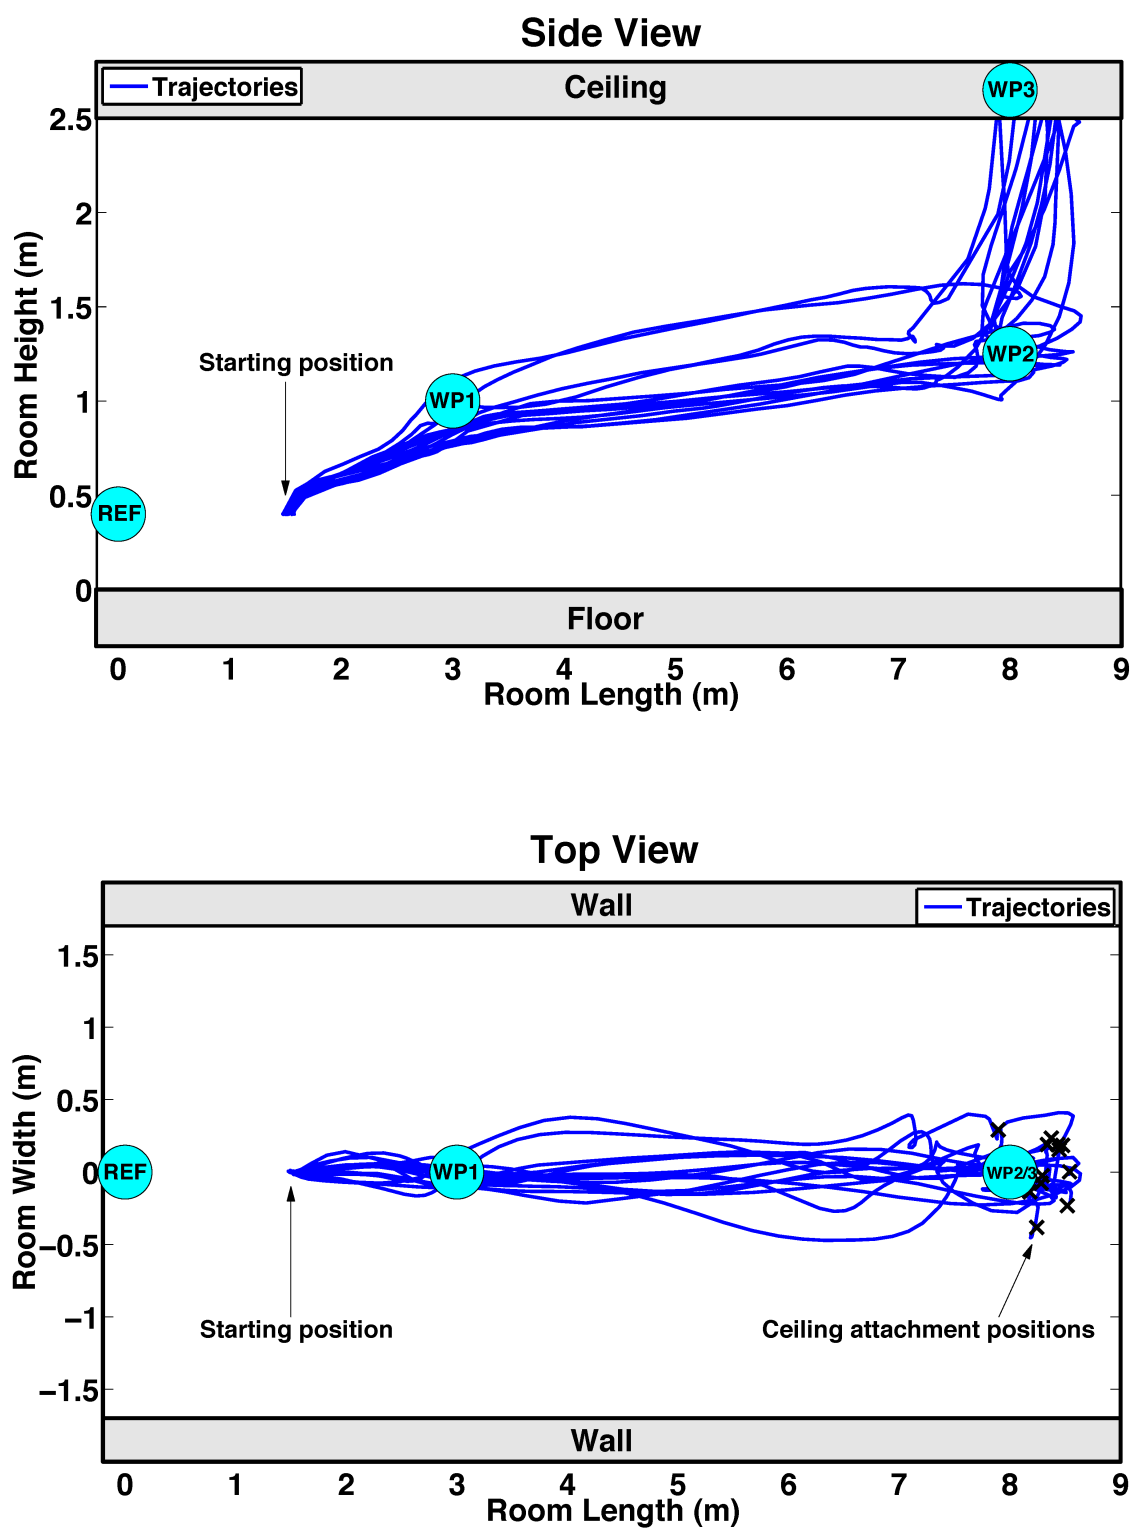 Side View
Trajectories
Ceiling
WP3
2.5
2
1.5
1
0.5
0
Room Height (m)
Starting position
WP1
WP2
REF
Floor
0 1 2 3 4 5 6 7 8 9
Room Length (m)
Top View
Wall
Trajectories
1.5
1
0.5
0
−0.5
−1
−1.5
Room Width (m)
REF
WP1
WP2/3
Starting position
Ceiling attachment positions
Wall
0 1 2 3 4 5 6 7 8 9
Room Length (m)